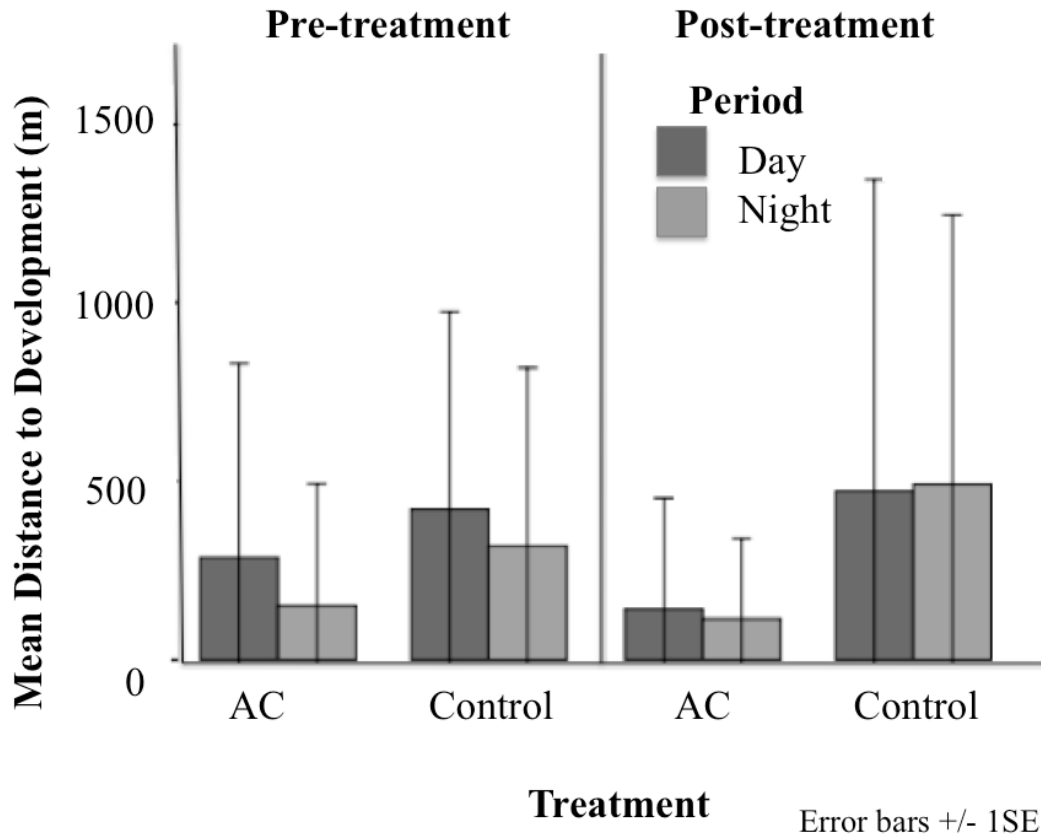 Pre-treatment
Post-treatment
Mean Distance to Development (m)
1500
1000
500
0
Period
Day
Night
AC
Control
AC
Control
Treatment
Error bars +/- 1SE